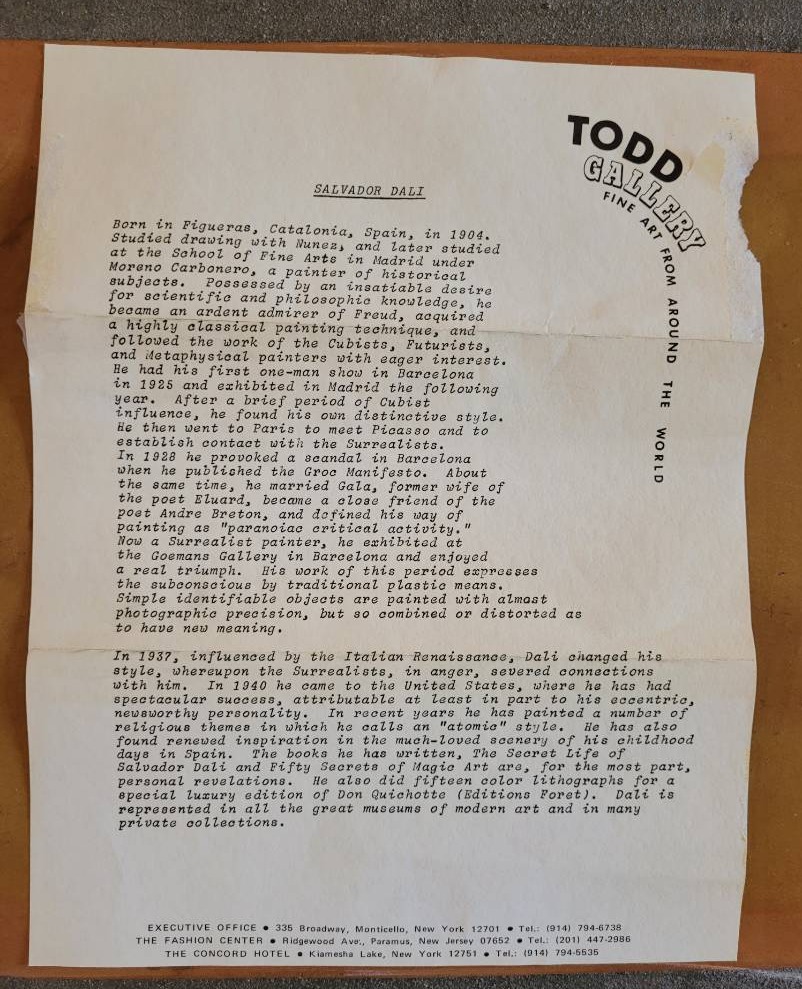 TODD
GALLERY
FINE ART FROM AROUND THE WORLD
SALVADOR DALI
Born in Figueras, Catalonia, Spain, in 1904.
Studied drawing with Nunez, and later studied
at the School of Fine Arts in Madrid under
Moreno Carbonero, a painter of historical
subjects. Possessed by an insatiable desire
for scientific and philosophic knowledge, he
became an ardent admirer of Freud, acquired
a highly classical painting technique, and
followed the work of the Cubists, Futurists,
and Metaphysical painters with eager interest.
He had his first one-man show in Barcelona
in 1925 and exhibited in Madrid the following
year. After a brief period of Cubist
influence, he found his own distinctive style.
He then went to Paris to meet Picasso and to
establish contact with the Surrealists.
In 1928 he provoked a scandal in Barcelona
when he published the Groc Manifesto. About
the same time, he married Gala, former wife of
the poet Eluard, became a close friend of the
poet Andre Breton, and defined his way of
painting as "paranoiac critical activity."
Now a Surrealist painter, he exhibited at
the Goemans Gallery in Barcelona and enjoyed
a real triumph. His work of this period expresses
the subconscious by traditional plastic means.
Simple identifiable objects are painted with almost
photographic precision, but so combined or distorted as
to have new meaning.
In 1937, influenced by the Italian Renaissance, Dali changed his
style, whereupon the Surrealists, in anger, severed connections
with him. In 1940 he came to the United States, where he has had
spectacular success, attributable at least in part to his eccentric,
newsworthy personality. In recent years he has painted a number of
religious themes in which he calls an "atomic" style. He has also
found renewed inspiration in the much-loved scenery of his childhood
days in Spain. The books he has written, The Secret Life of
Salvador Dali and Fifty Secrets of Magic Art are, for the most part,
personal revelations. He also did fifteen color lithographs for a
special luxury edition of Don Quichotte (Editions Foret). Dali is
represented in all the great museums of modern art and in many
private collections.
EXECUTIVE OFFICE • 335 Broadway, Monticello, New York 12701 • Tel.: (914) 794-6738
THE FASHION CENTER • Ridgewood Ave., Paramus, New Jersey 07652 • Tel.: (201) 447-2986
THE CONCORD HOTEL • Kiamesha Lake, New York 12751 • Tel.: (914) 794-5535